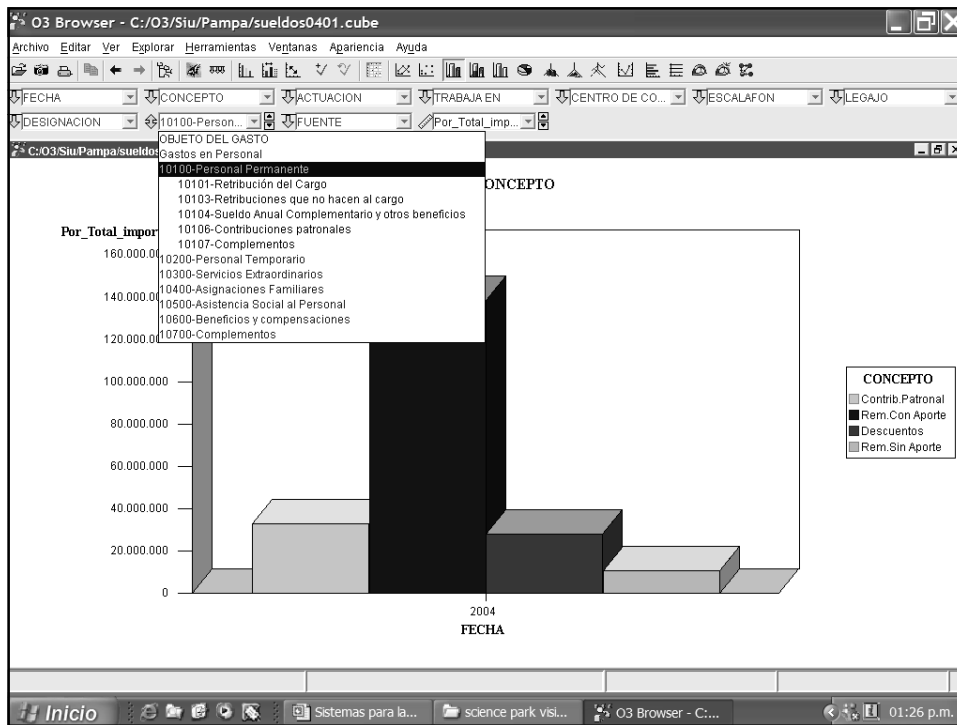 O3 Browser - C:/O3/Siu/Pampa/sueldos0401.cube
Archivo Editar Ver Explorar Herramientas Ventanas Apariencia Ayuda
FECHA CONCEPTO ACTUACION TRABAJA EN CENTRO DE CO... ESCALAFON LEGAJO
DESIGNACION 10100-Person... FUENTE Por_Total_imp...
C:/O3/Siu/Pampa/sueldos
OBJETO DEL GASTO
Gastos en Personal
10100-Personal Permanente
10101-Retribución del Cargo
10103-Retribuciones que no hacen al cargo
10104-Sueldo Anual Complementario y otros beneficios
10106-Contribuciones patronales
10107-Complementos
10200-Personal Temporario
10300-Servicios Extraordinarios
10400-Asignaciones Familiares
10500-Asistencia Social al Personal
10600-Beneficios y compensaciones
10700-Complementos
CONCEPTO
Por_Total_impor
160.000.00
140.000.00
120.000.00
100.000.000
80.000.000
60.000.000
40.000.000
20.000.000
0
2004
FECHA
CONCEPTO
Contrib.Patronal
Rem.Con Aporte
Descuentos
Rem.Sin Aporte
Inicio Sistemas para la... science park visi... O3 Browser - C:... 01:26 p.m.